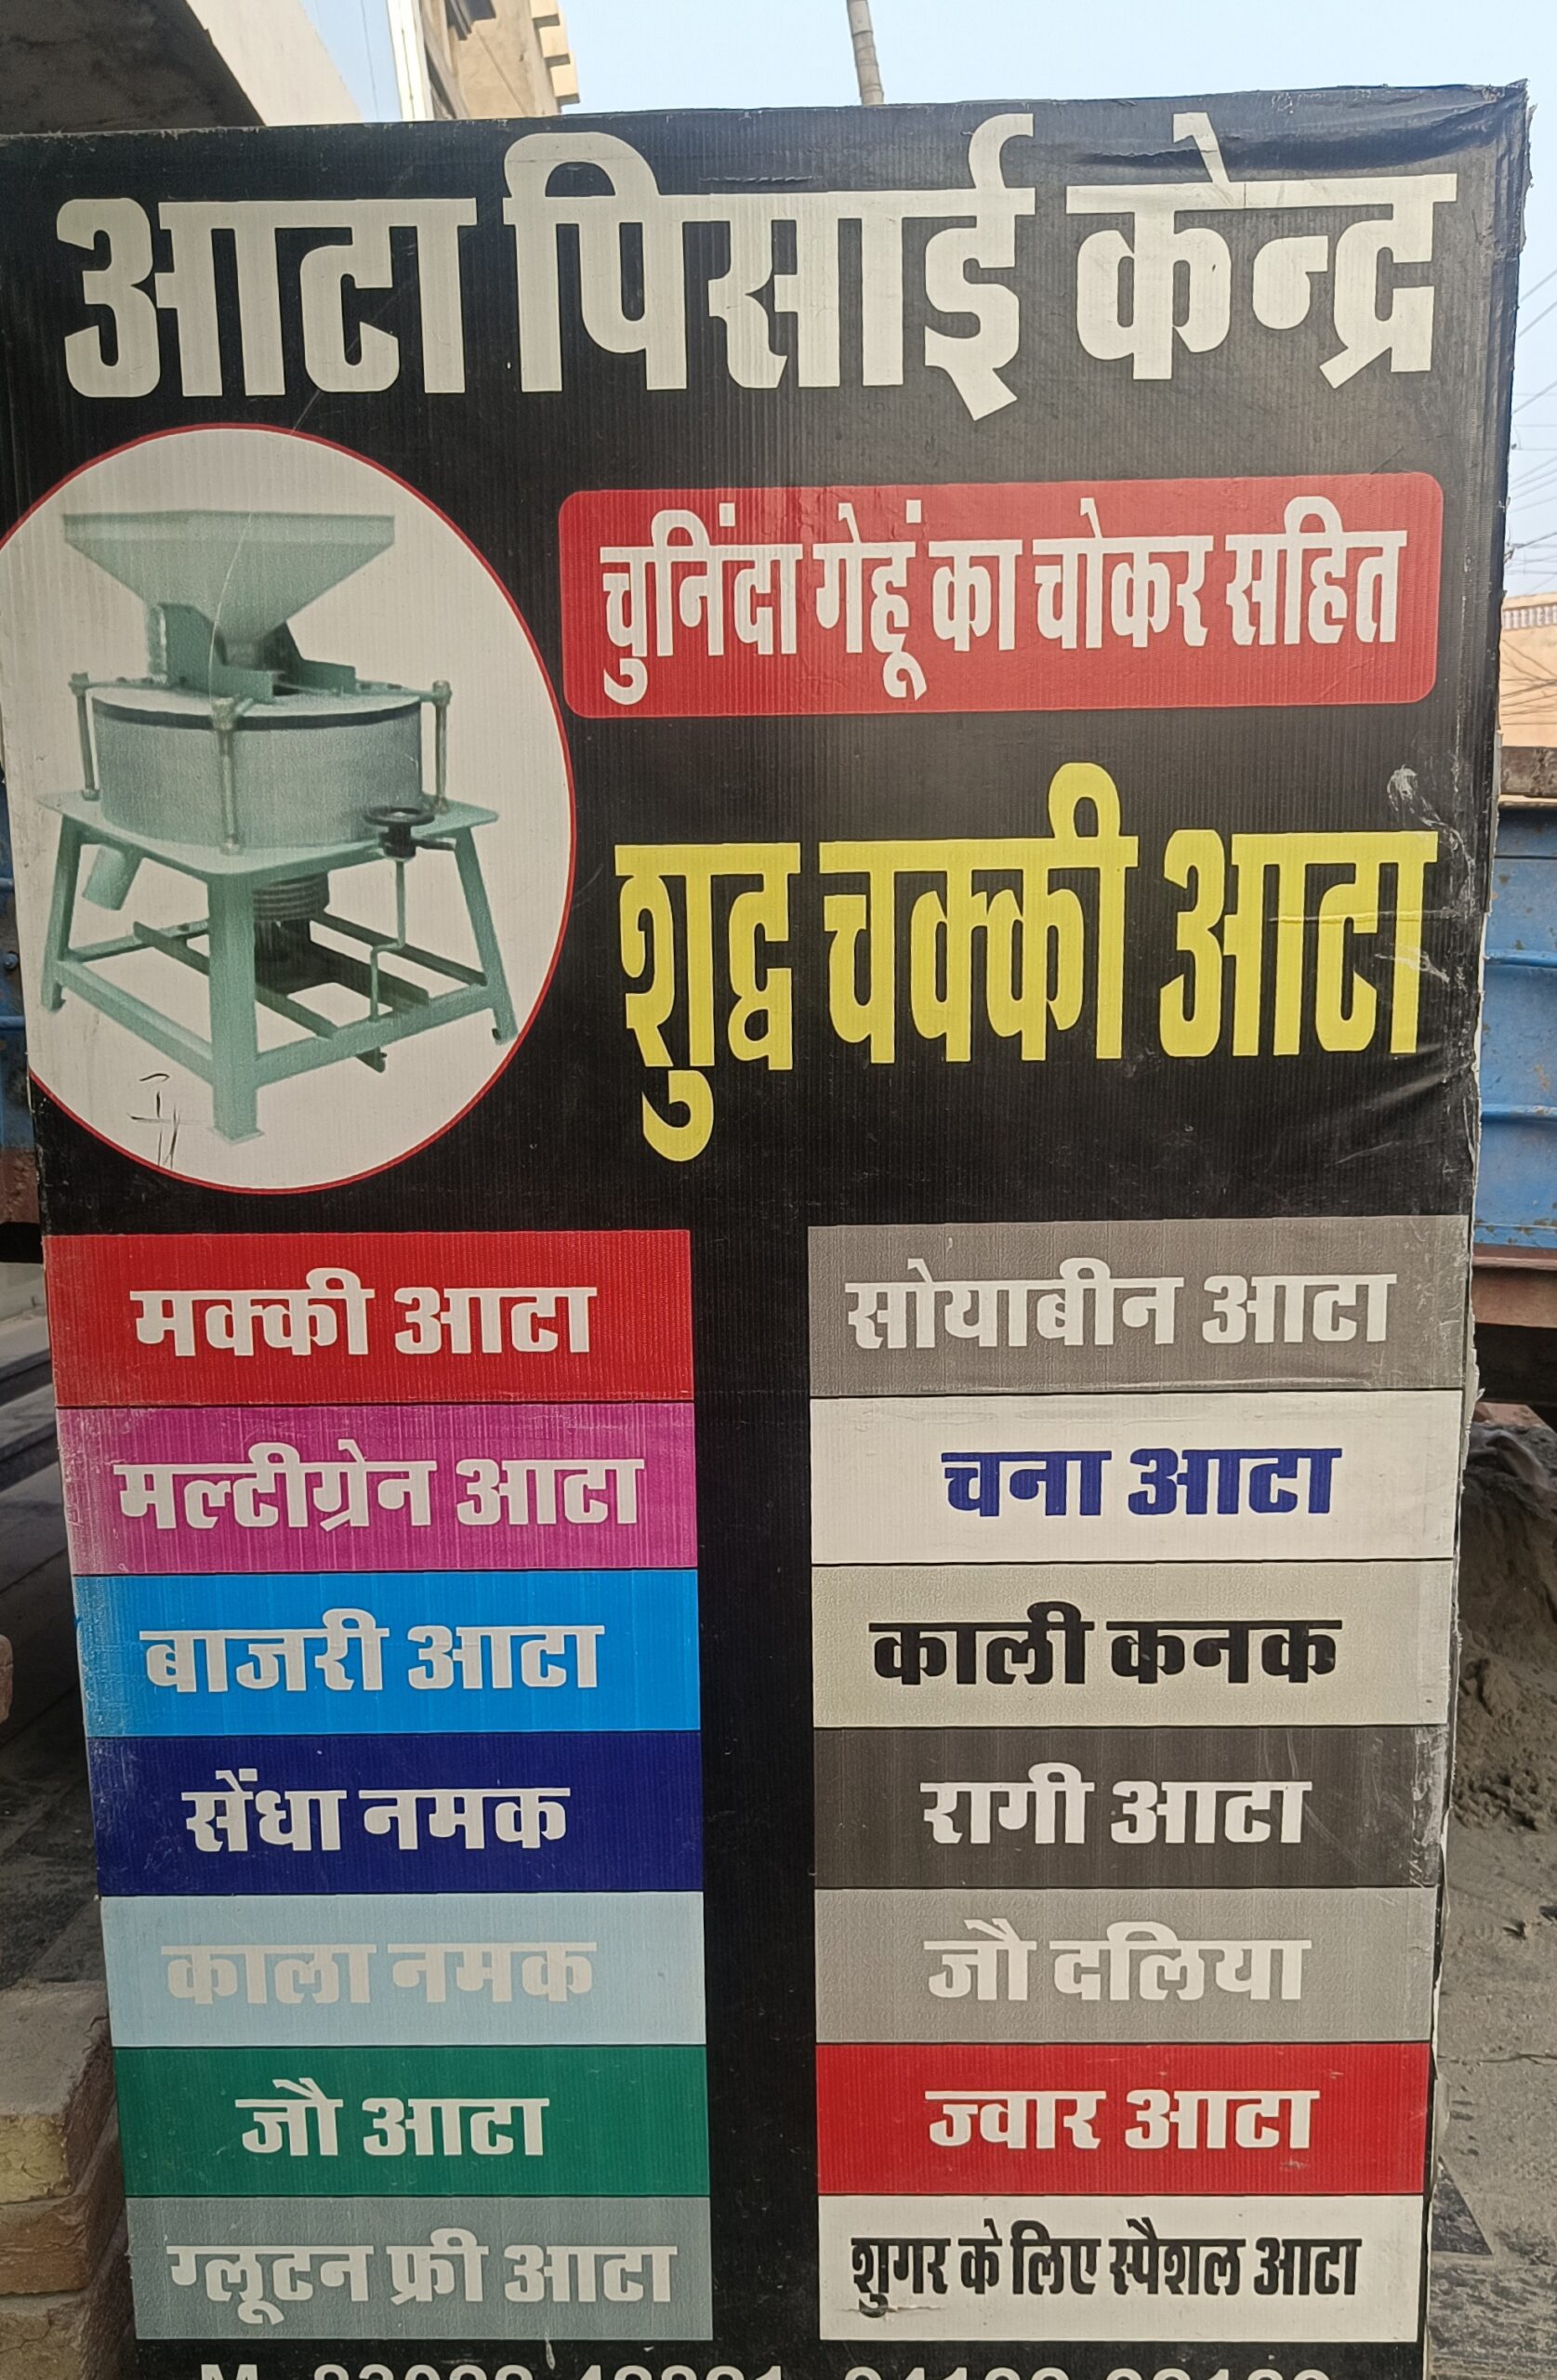 आटा पिसाई केन्द्र
चुनिंदा गेहूं का चोकर सहित
शुद्व चक्की आटा
मक्की आटा
मल्टीग्रेन आटा
बाजरी आटा
सेंधा नमक
काला नमक
जौ आटा
ग्लूटन फ्री आटा
सोयाबीन आटा
चना आटा
काली कनक
रागी आटा
जौ दलिया
ज्वार आटा
शुगर के लिए स्पैशल आटा